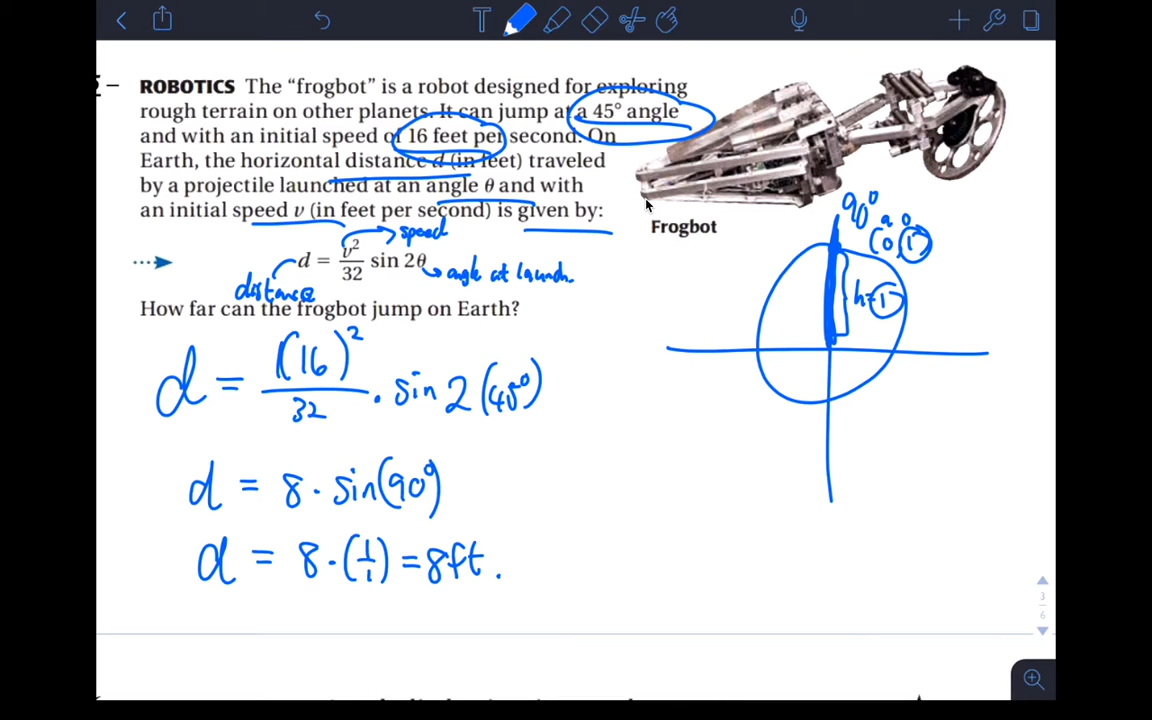 ROBOTICS The “frogbot” is a robot designed for exploring
rough terrain on other planets. It can jump at a 45° angle
and with an initial speed of 16 feet per second. On
Earth, the horizontal distance d (in feet) traveled
by a projectile launched at an angle θ and with
an initial speed v (in feet per second) is given by:
Frogbot
90°
a o
(0,1)
speed
d = v²/32 sin 2θ
angle at launch
distance
h=1
How far can the frogbot jump on Earth?
d = (16)²/32 · sin 2(45°)
d = 8 · sin(90°)
d = 8 · (1/1) = 8ft.
3
6